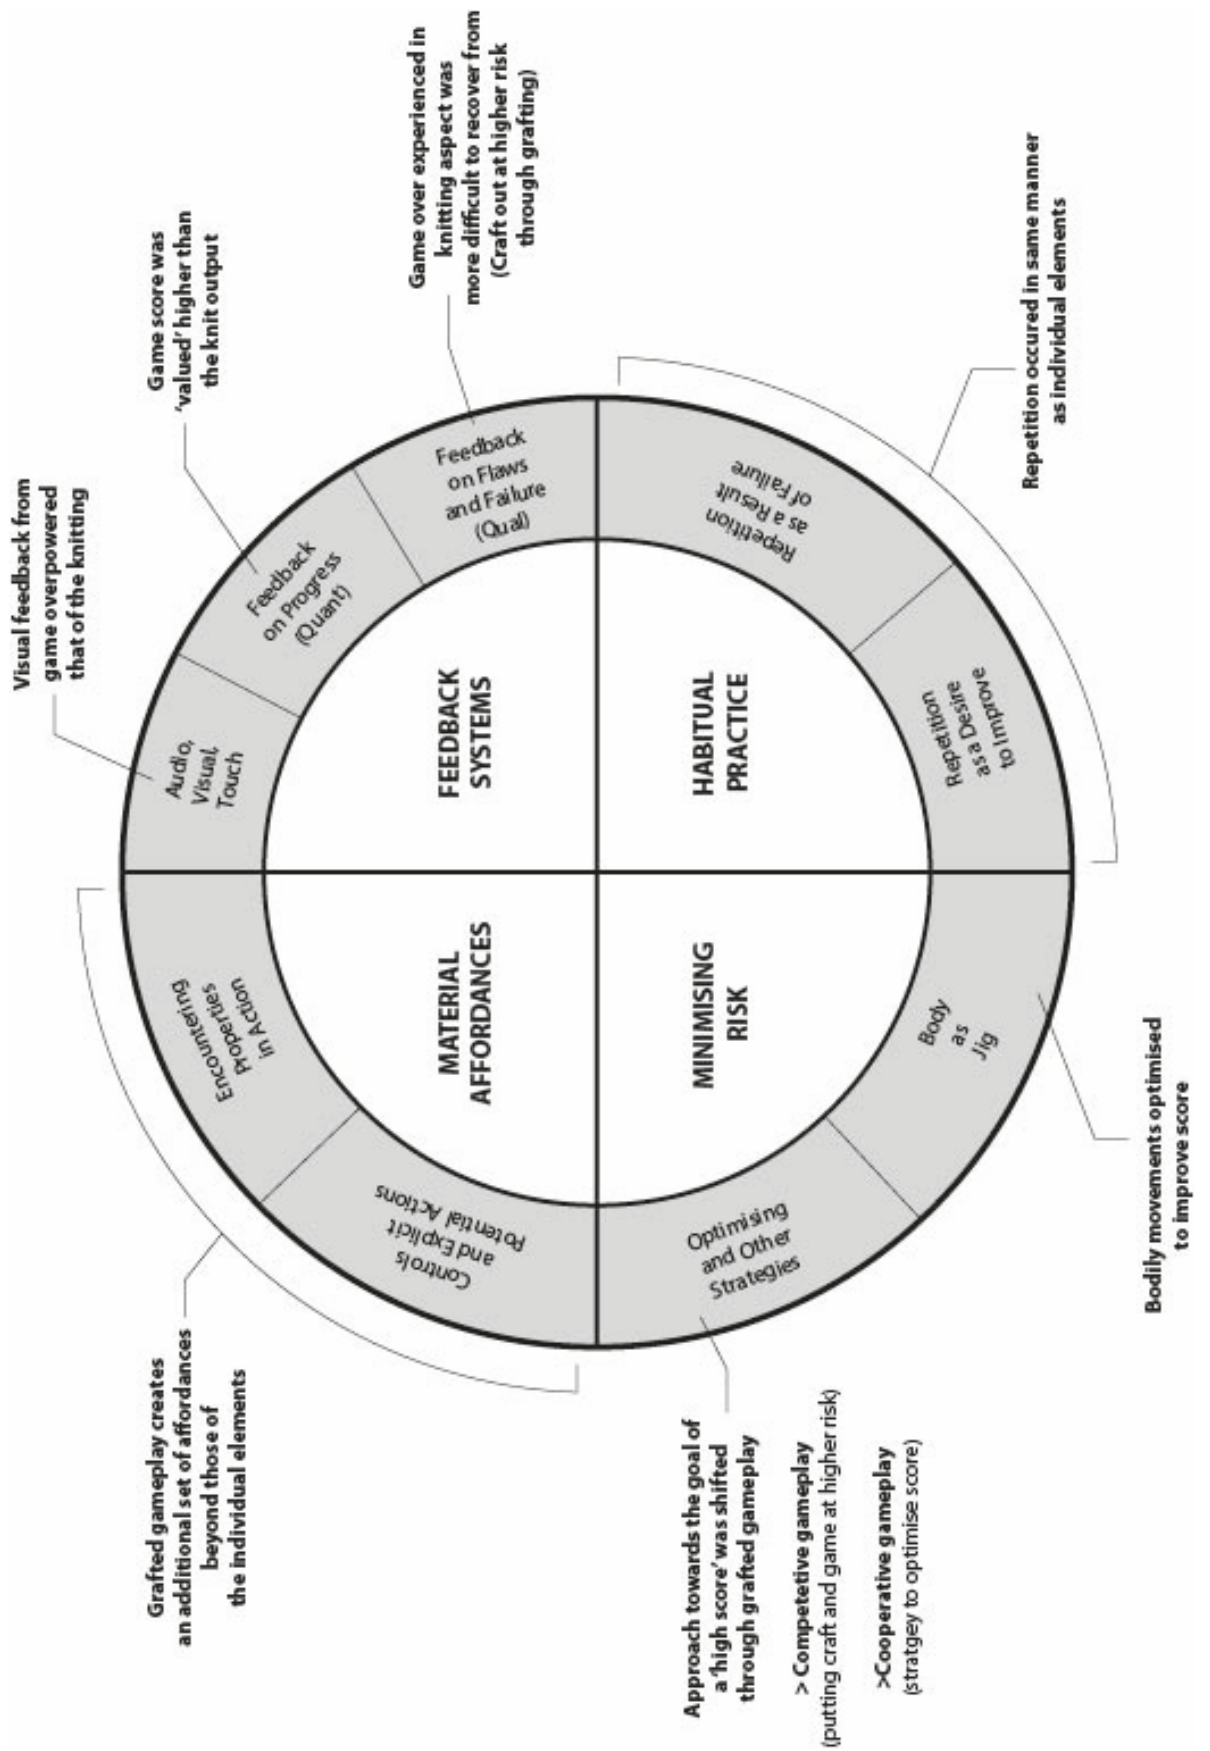 Grafted gameplay creates
an additional set of affordances
beyond those of
the individual elements
Visual feedback from
game overpowered
that of the knitting
Game score was
'valued' higher than
the knit output
Game over experienced in
knitting aspect was
more difficult to recover from
(Craft out at higher risk
through grafting)
Encountering
Properties
in Action
Controls
and Explicit
Potential Actions
Audio,
Visual,
Touch
Feedback
on Progress
(Quant)
Feedback
on Flaws
and Failure
(Qual)
MATERIAL
AFFORDANCES
FEEDBACK
SYSTEMS
MINIMISING
RISK
HABITUAL
PRACTICE
Optimising
and Other
Strategies
Body
as
Jig
Repetition
as a Desire
to Improve
Repetition
as a Result
of Failure
Approach towards the goal of
a 'high score' was shifted
through grafted gameplay
> Competetive gameplay
(putting craft and game at higher risk)
>Cooperative gameplay
(stratgey to optimise score)
Bodily movements optimised
to improve score
Repetition occured in same manner
as individual elements